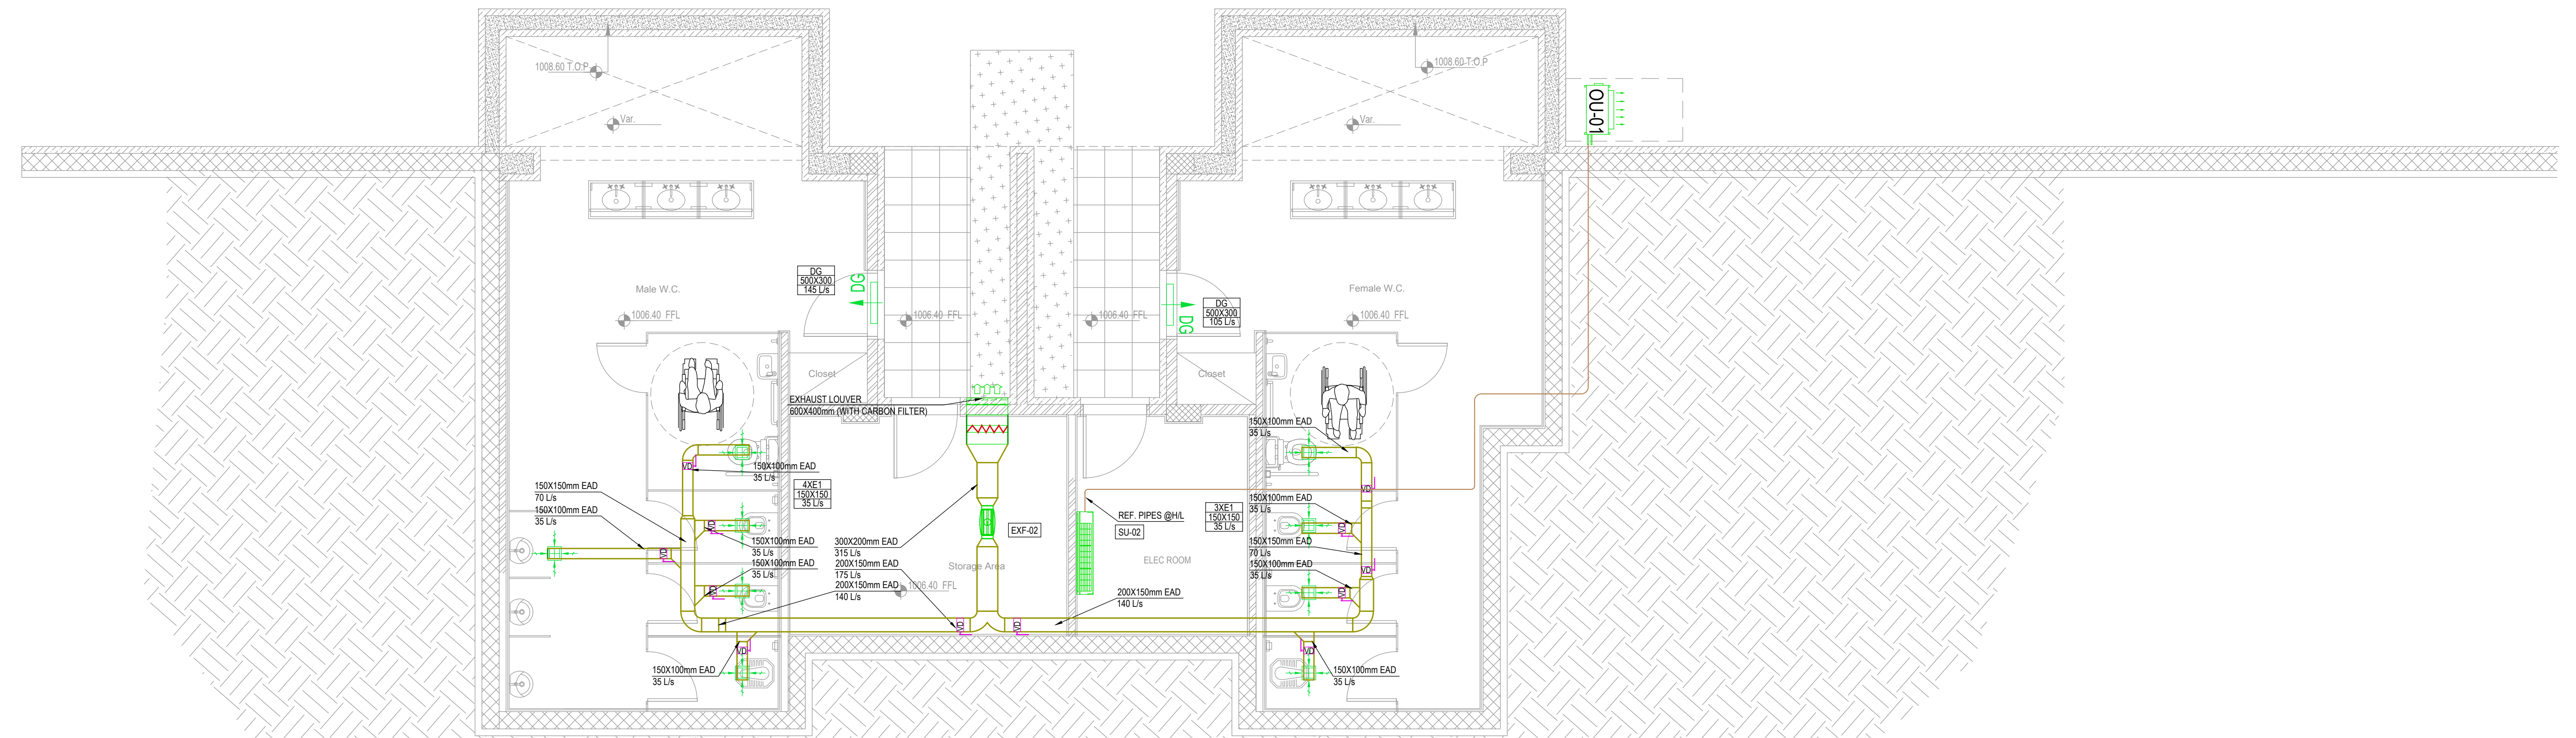 1008.60 T.O.P
1008.60 T.O.P
OU-01
Var.
Var.
DG
500X300
145 L/s
DG
Male W.C.
Female W.C.
DG
500X300
105 L/s
DG
1006.40 FFL
1006.40 FFL
1006.40 FFL
1006.40 FFL
Closet
Closet
EXHAUST LOUVER
600X400mm (WITH CARBON FILTER)
150X100mm EAD
35 L/s
VD
150X100mm EAD
35 L/s
4XE1
150X150
35 L/s
150X150mm EAD
70 L/s
150X100mm EAD
35 L/s
VD
150X100mm EAD
35 L/s
3XE1
150X150
35 L/s
REF. PIPES @H/L
SU-02
EXF-02
VD
VD
150X100mm EAD
35 L/s
300X200mm EAD
315 L/s
150X150mm EAD
70 L/s
VD
150X100mm EAD
35 L/s
200X150mm EAD
175 L/s
Storage Area
ELEC ROOM
150X100mm EAD
35 L/s
VD
VD
VD
200X150mm EAD
140 L/s
1006.40 FFL
200X150mm EAD
140 L/s
VD
VD
VD
VD
150X100mm EAD
35 L/s
150X100mm EAD
35 L/s